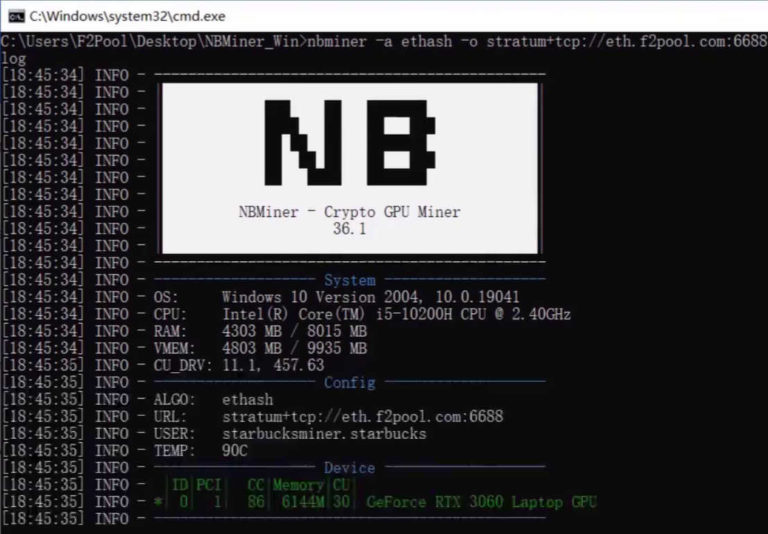 C:\Windows\system32\cmd.exe
C:\Users\F2Pool\Desktop\NBMiner_Win>nbminer -a ethash -o stratum+tcp://eth.f2pool.com:6688
log
[18:45:34] INFO - ----------------------------------------------
[18:45:34] INFO -
[18:45:34] INFO -
[18:45:34] INFO -
[18:45:34] INFO - NB
[18:45:34] INFO -
[18:45:34] INFO -
[18:45:34] INFO -
[18:45:34] INFO - NBMiner - Crypto GPU Miner
[18:45:34] INFO - 36.1
[18:45:34] INFO -
[18:45:34] INFO - ----------------------------------------------
[18:45:34] INFO - ------------------- System -------------------
[18:45:34] INFO - OS: Windows 10 Version 2004, 10.0.19041
[18:45:34] INFO - CPU: Intel(R) Core(TM) i5-10200H CPU @ 2.40GHz
[18:45:34] INFO - RAM: 4303 MB / 8015 MB
[18:45:34] INFO - VMEM: 4803 MB / 9935 MB
[18:45:35] INFO - CU_DRV: 11.1, 457.63
[18:45:35] INFO - ------------------- Config -------------------
[18:45:35] INFO - ALGO: ethash
[18:45:35] INFO - URL: stratum+tcp://eth.f2pool.com:6688
[18:45:35] INFO - USER: starbucksminer.starbucks
[18:45:35] INFO - TEMP: 90C
[18:45:35] INFO - ------------------- Device -------------------
[18:45:35] INFO - |ID|PCI| CC|Memory|CU|
[18:45:35] INFO - *| 0| 1| 86| 6144M|30| GeForce RTX 3060 Laptop GPU
[18:45:35] INFO - ----------------------------------------------